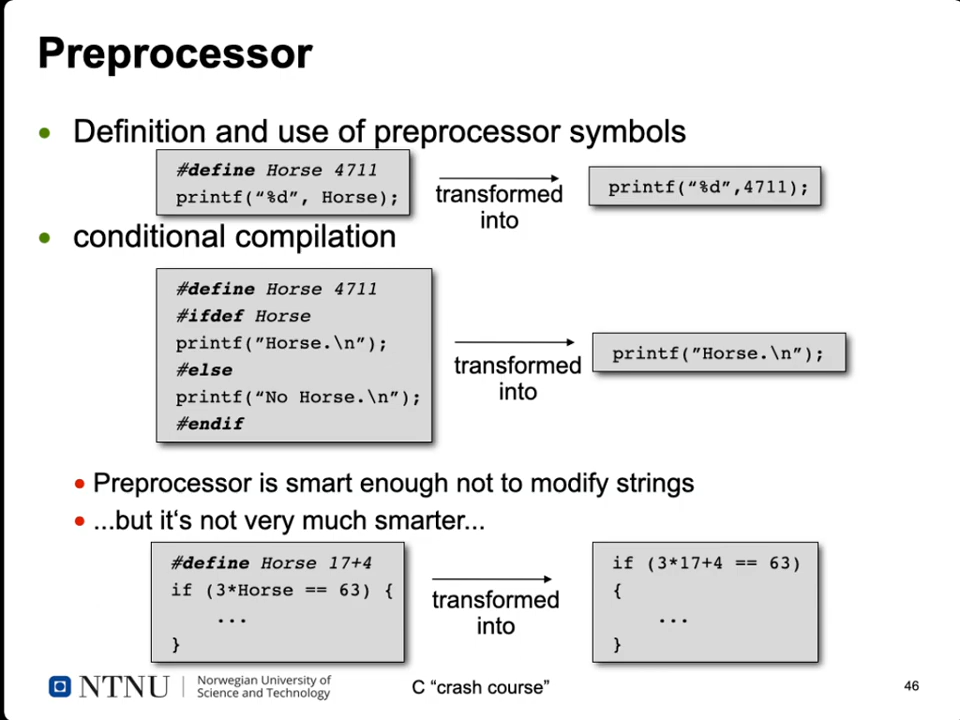 Preprocessor
• Definition and use of preprocessor symbols
#define Horse 4711
printf(“%d”, Horse);
transformed
into
printf(“%d”,4711);
• conditional compilation
#define Horse 4711
#ifdef Horse
printf(”Horse.\n”);
#else
printf(“No Horse.\n”);
#endif
transformed
into
printf(”Horse.\n”);
• Preprocessor is smart enough not to modify strings
• ...but it‘s not very much smarter...
#define Horse 17+4
if (3*Horse == 63) {
...
}
transformed
into
if (3*17+4 == 63)
{
...
}
NTNU
Norwegian University of
Science and Technology
C “crash course”
46